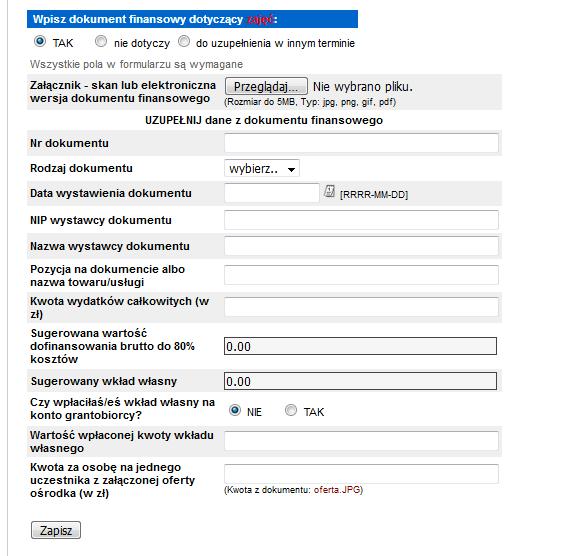 Wpisz dokument finansowy dotyczący zajęć:
TAK nie dotyczy do uzupełnienia w innym terminie
Wszystkie pola w formularzu są wymagane
Załącznik - skan lub elektroniczna
wersja dokumentu finansowego
Przeglądaj... Nie wybrano pliku.
(Rozmiar do 5MB, Typ: jpg, png, gif, pdf)
UZUPEŁNIJ dane z dokumentu finansowego
Nr dokumentu
Rodzaj dokumentu wybierz..
Data wystawienia dokumentu [RRRR-MM-DD]
NIP wystawcy dokumentu
Nazwa wystawcy dokumentu
Pozycja na dokumencie albo
nazwa towaru/usługi
Kwota wydatków całkowitych (w
zł)
Sugerowana wartość
dofinansowania brutto do 80%
kosztów
0.00
Sugerowany wkład własny 0.00
Czy wpłaciłaś/eś wkład własny na
konto grantobiorcy?
NIE TAK
Wartość wpłaconej kwoty wkładu
własnego
Kwota za osobę na jednego
uczestnika z załączonej oferty
ośrodka (w zł)
(Kwota z dokumentu: oferta.JPG)
Zapisz